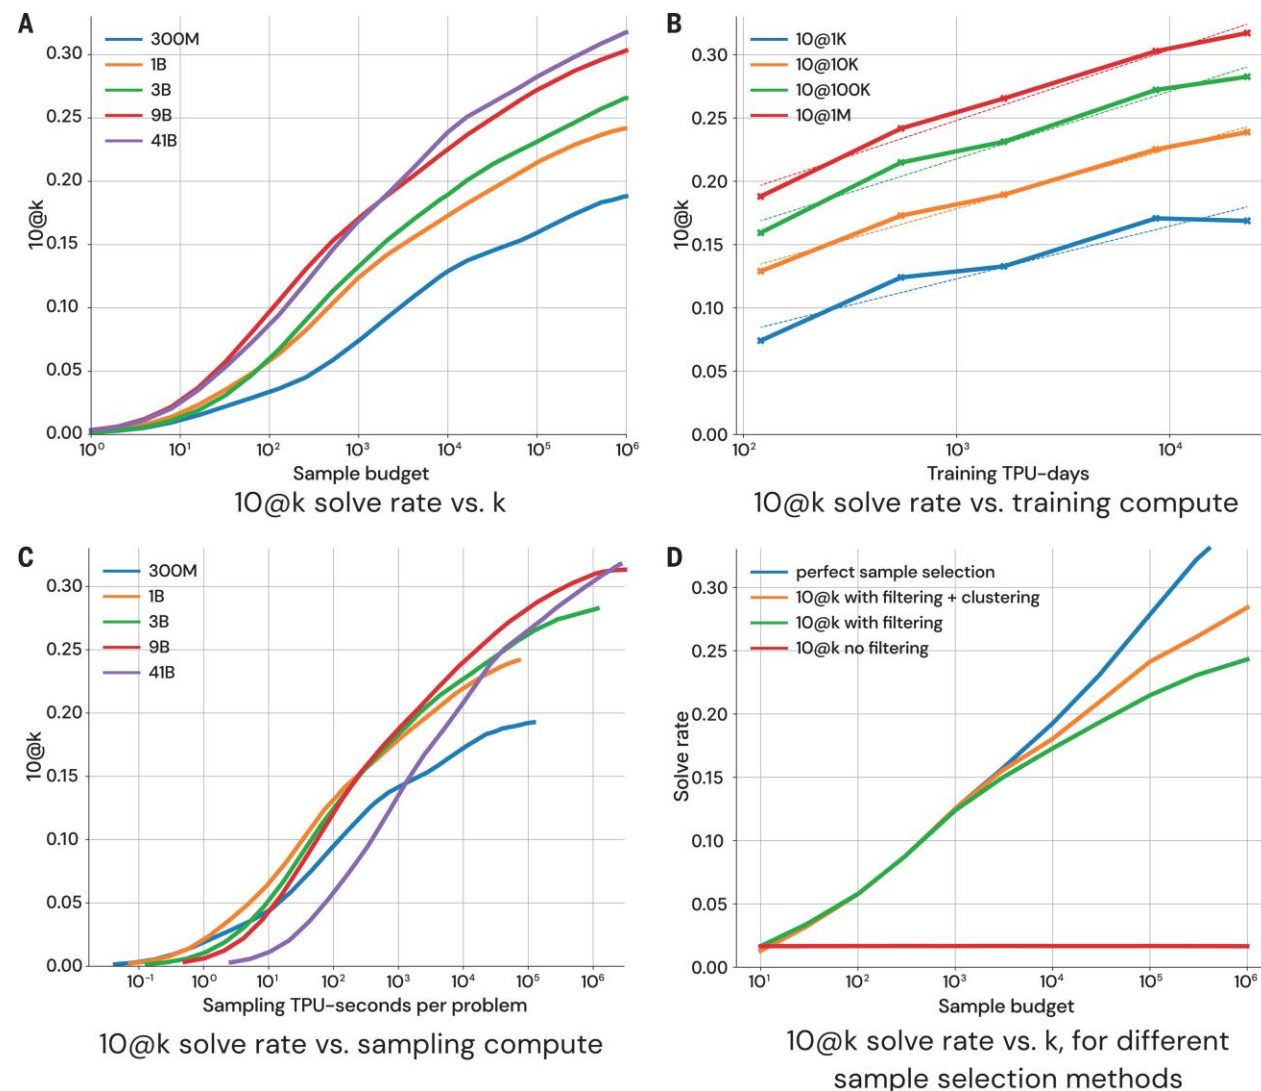 A
10@k
0.30
0.25
0.20
0.15
0.10
0.05
0.00
300M
1B
3B
9B
41B
10⁰ 10¹ 10² 10³ 10⁴ 10⁵ 10⁶
Sample budget
10@k solve rate vs. k
B
10@k
0.30
0.25
0.20
0.15
0.10
0.05
0.00
10@1K
10@10K
10@100K
10@1M
10² 10³ 10⁴
Training TPU-days
10@k solve rate vs. training compute
C
10@k
0.30
0.25
0.20
0.15
0.10
0.05
0.00
300M
1B
3B
9B
41B
10⁻¹ 10⁰ 10¹ 10² 10³ 10⁴ 10⁵ 10⁶
Sampling TPU-seconds per problem
10@k solve rate vs. sampling compute
D
Solve rate
0.30
0.25
0.20
0.15
0.10
0.05
0.00
perfect sample selection
10@k with filtering + clustering
10@k with filtering
10@k no filtering
10¹ 10² 10³ 10⁴ 10⁵ 10⁶
Sample budget
10@k solve rate vs. k, for different
sample selection methods